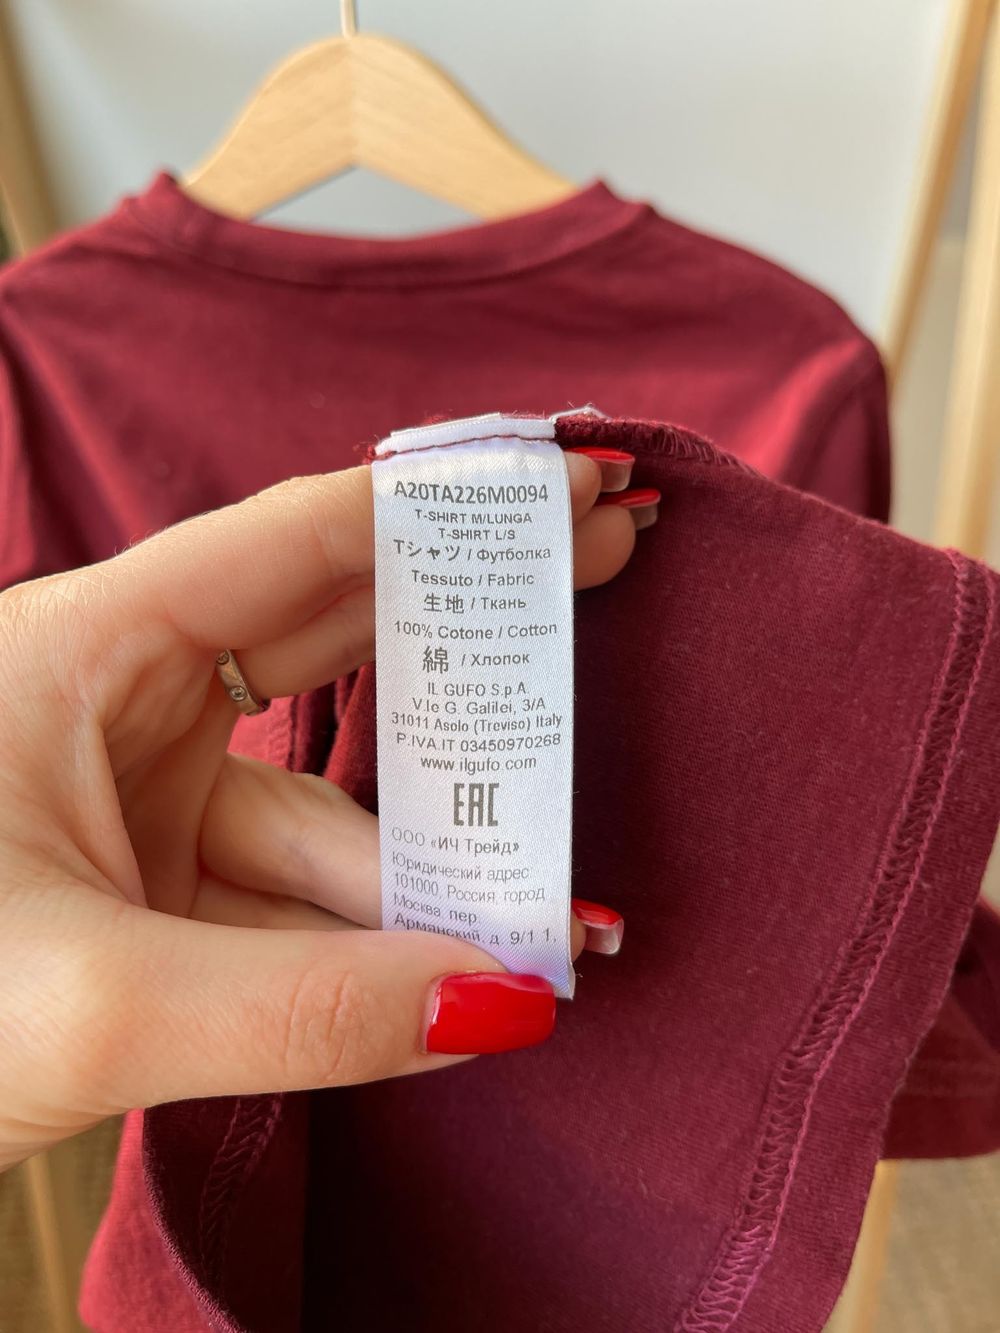 A20TA226M0094
T-SHIRT M/LUNGA
T-SHIRT L/S
Tシャツ / Футболка
Tessuto / Fabric
生地 / Ткань
100% Cotone / Cotton
綿 / Хлопок
IL GUFO S.p.A.
V.le G. Galilei, 3/A
31011 Asolo (Treviso) Italy
P.IVA.IT 03450970268
www.ilgufo.com
EAC
ООО «ИЧ Трейд»
Юридический адрес:
101000, Россия, город
Москва, пер.
Армянский, д. 9/1 1,